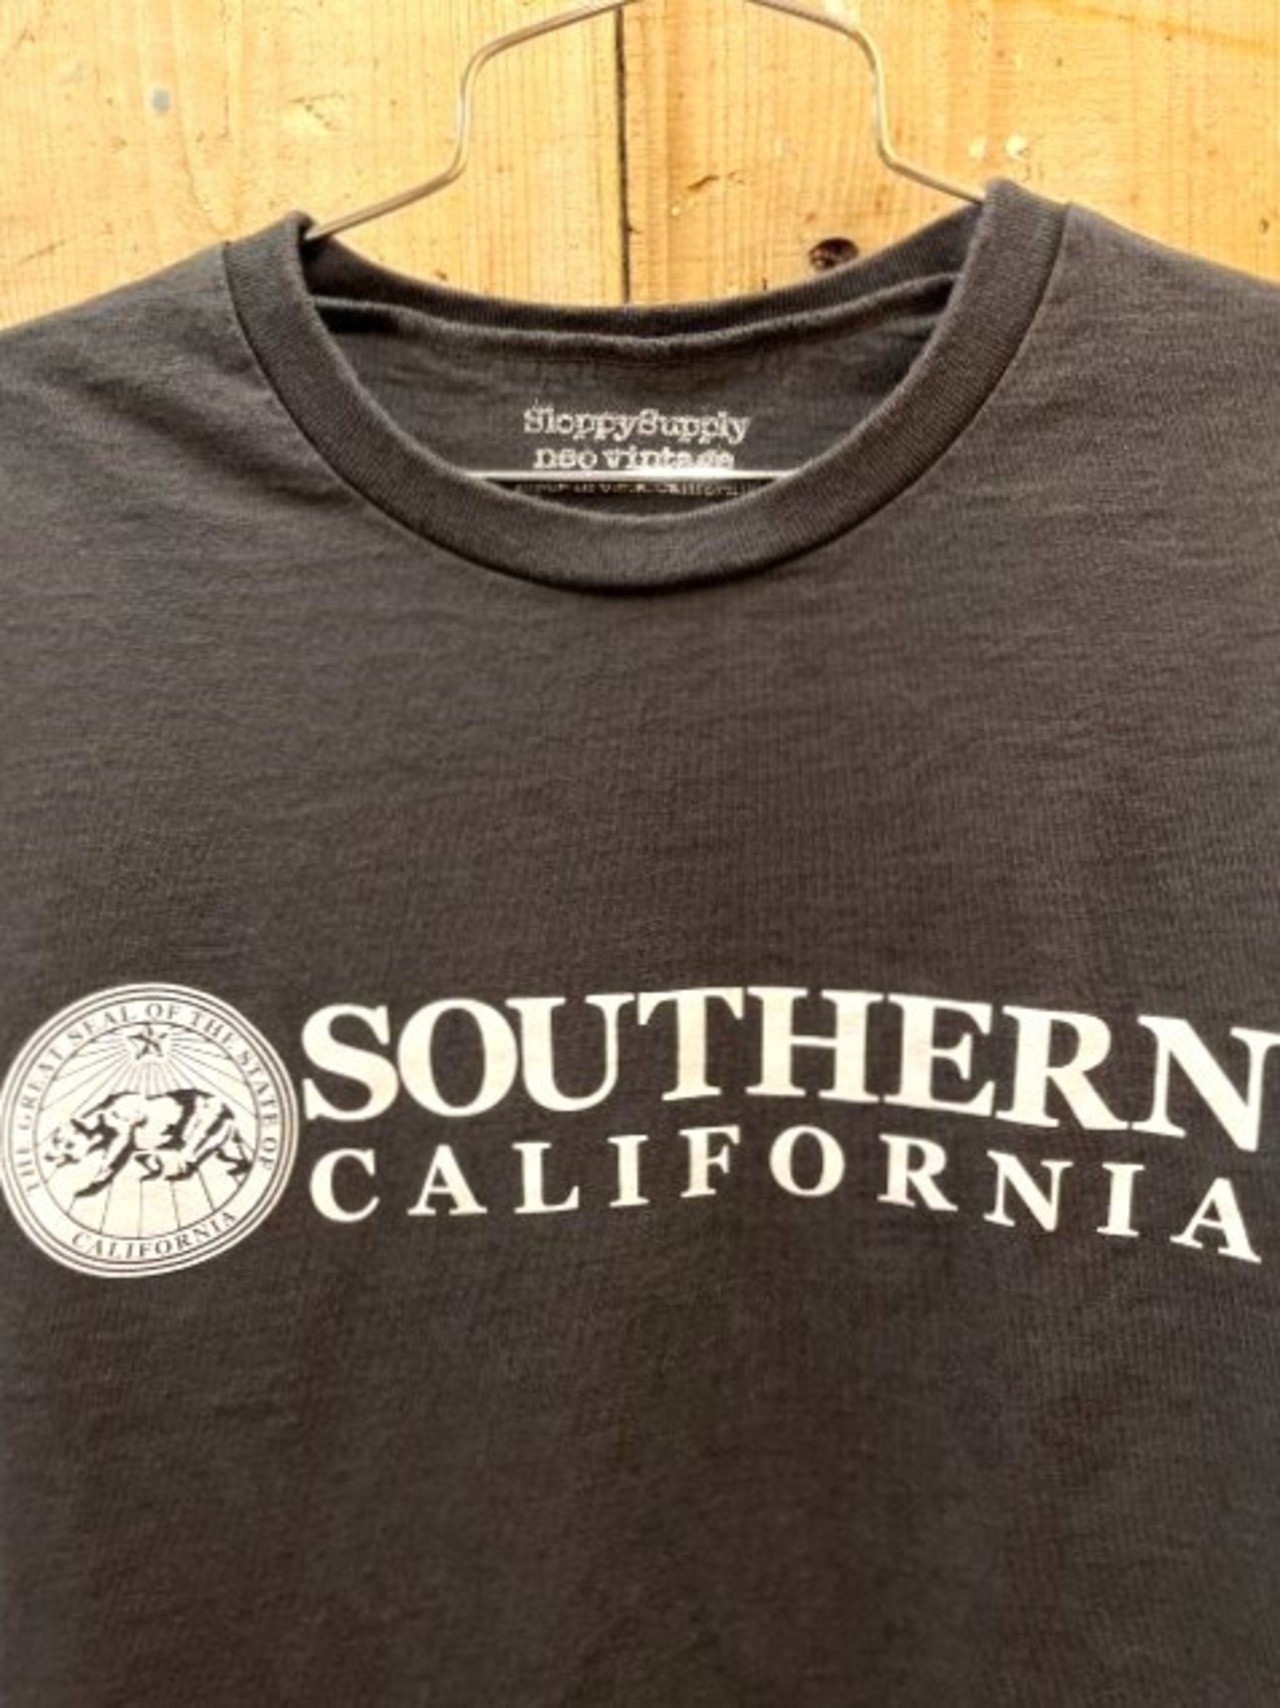 SloppySupply
neo vintage
THE GREAT SEAL OF THE STATE OF
CALIFORNIA
SOUTHERN
CALIFORNIA